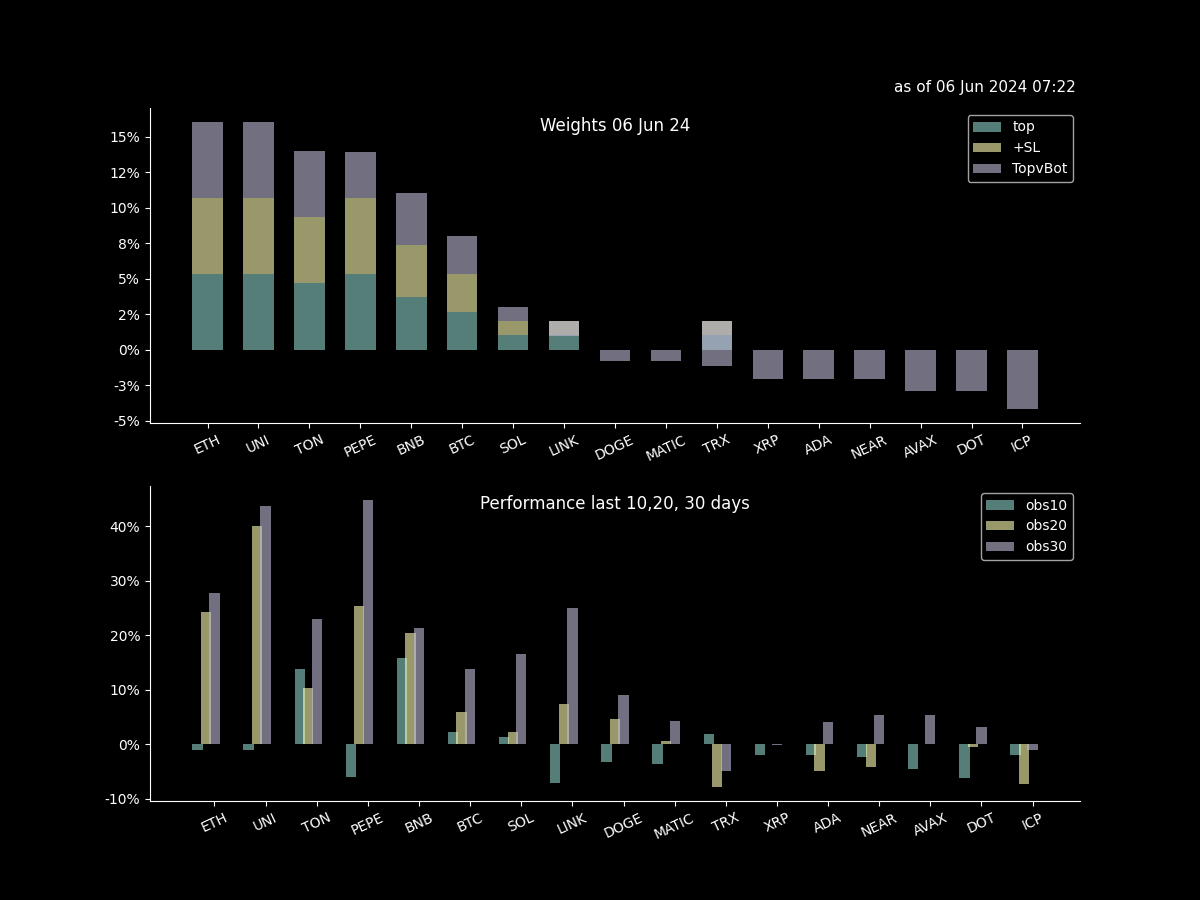 as of 06 Jun 2024 07:22
Weights 06 Jun 24
top
+SL
TopvBot
15%
12%
10%
8%
5%
2%
0%
-3%
-5%
ETH UNI TON PEPE BNB BTC SOL LINK DOGE MATIC TRX XRP ADA NEAR AVAX DOT ICP
Performance last 10,20, 30 days
obs10
obs20
obs30
40%
30%
20%
10%
0%
-10%
ETH UNI TON PEPE BNB BTC SOL LINK DOGE MATIC TRX XRP ADA NEAR AVAX DOT ICP